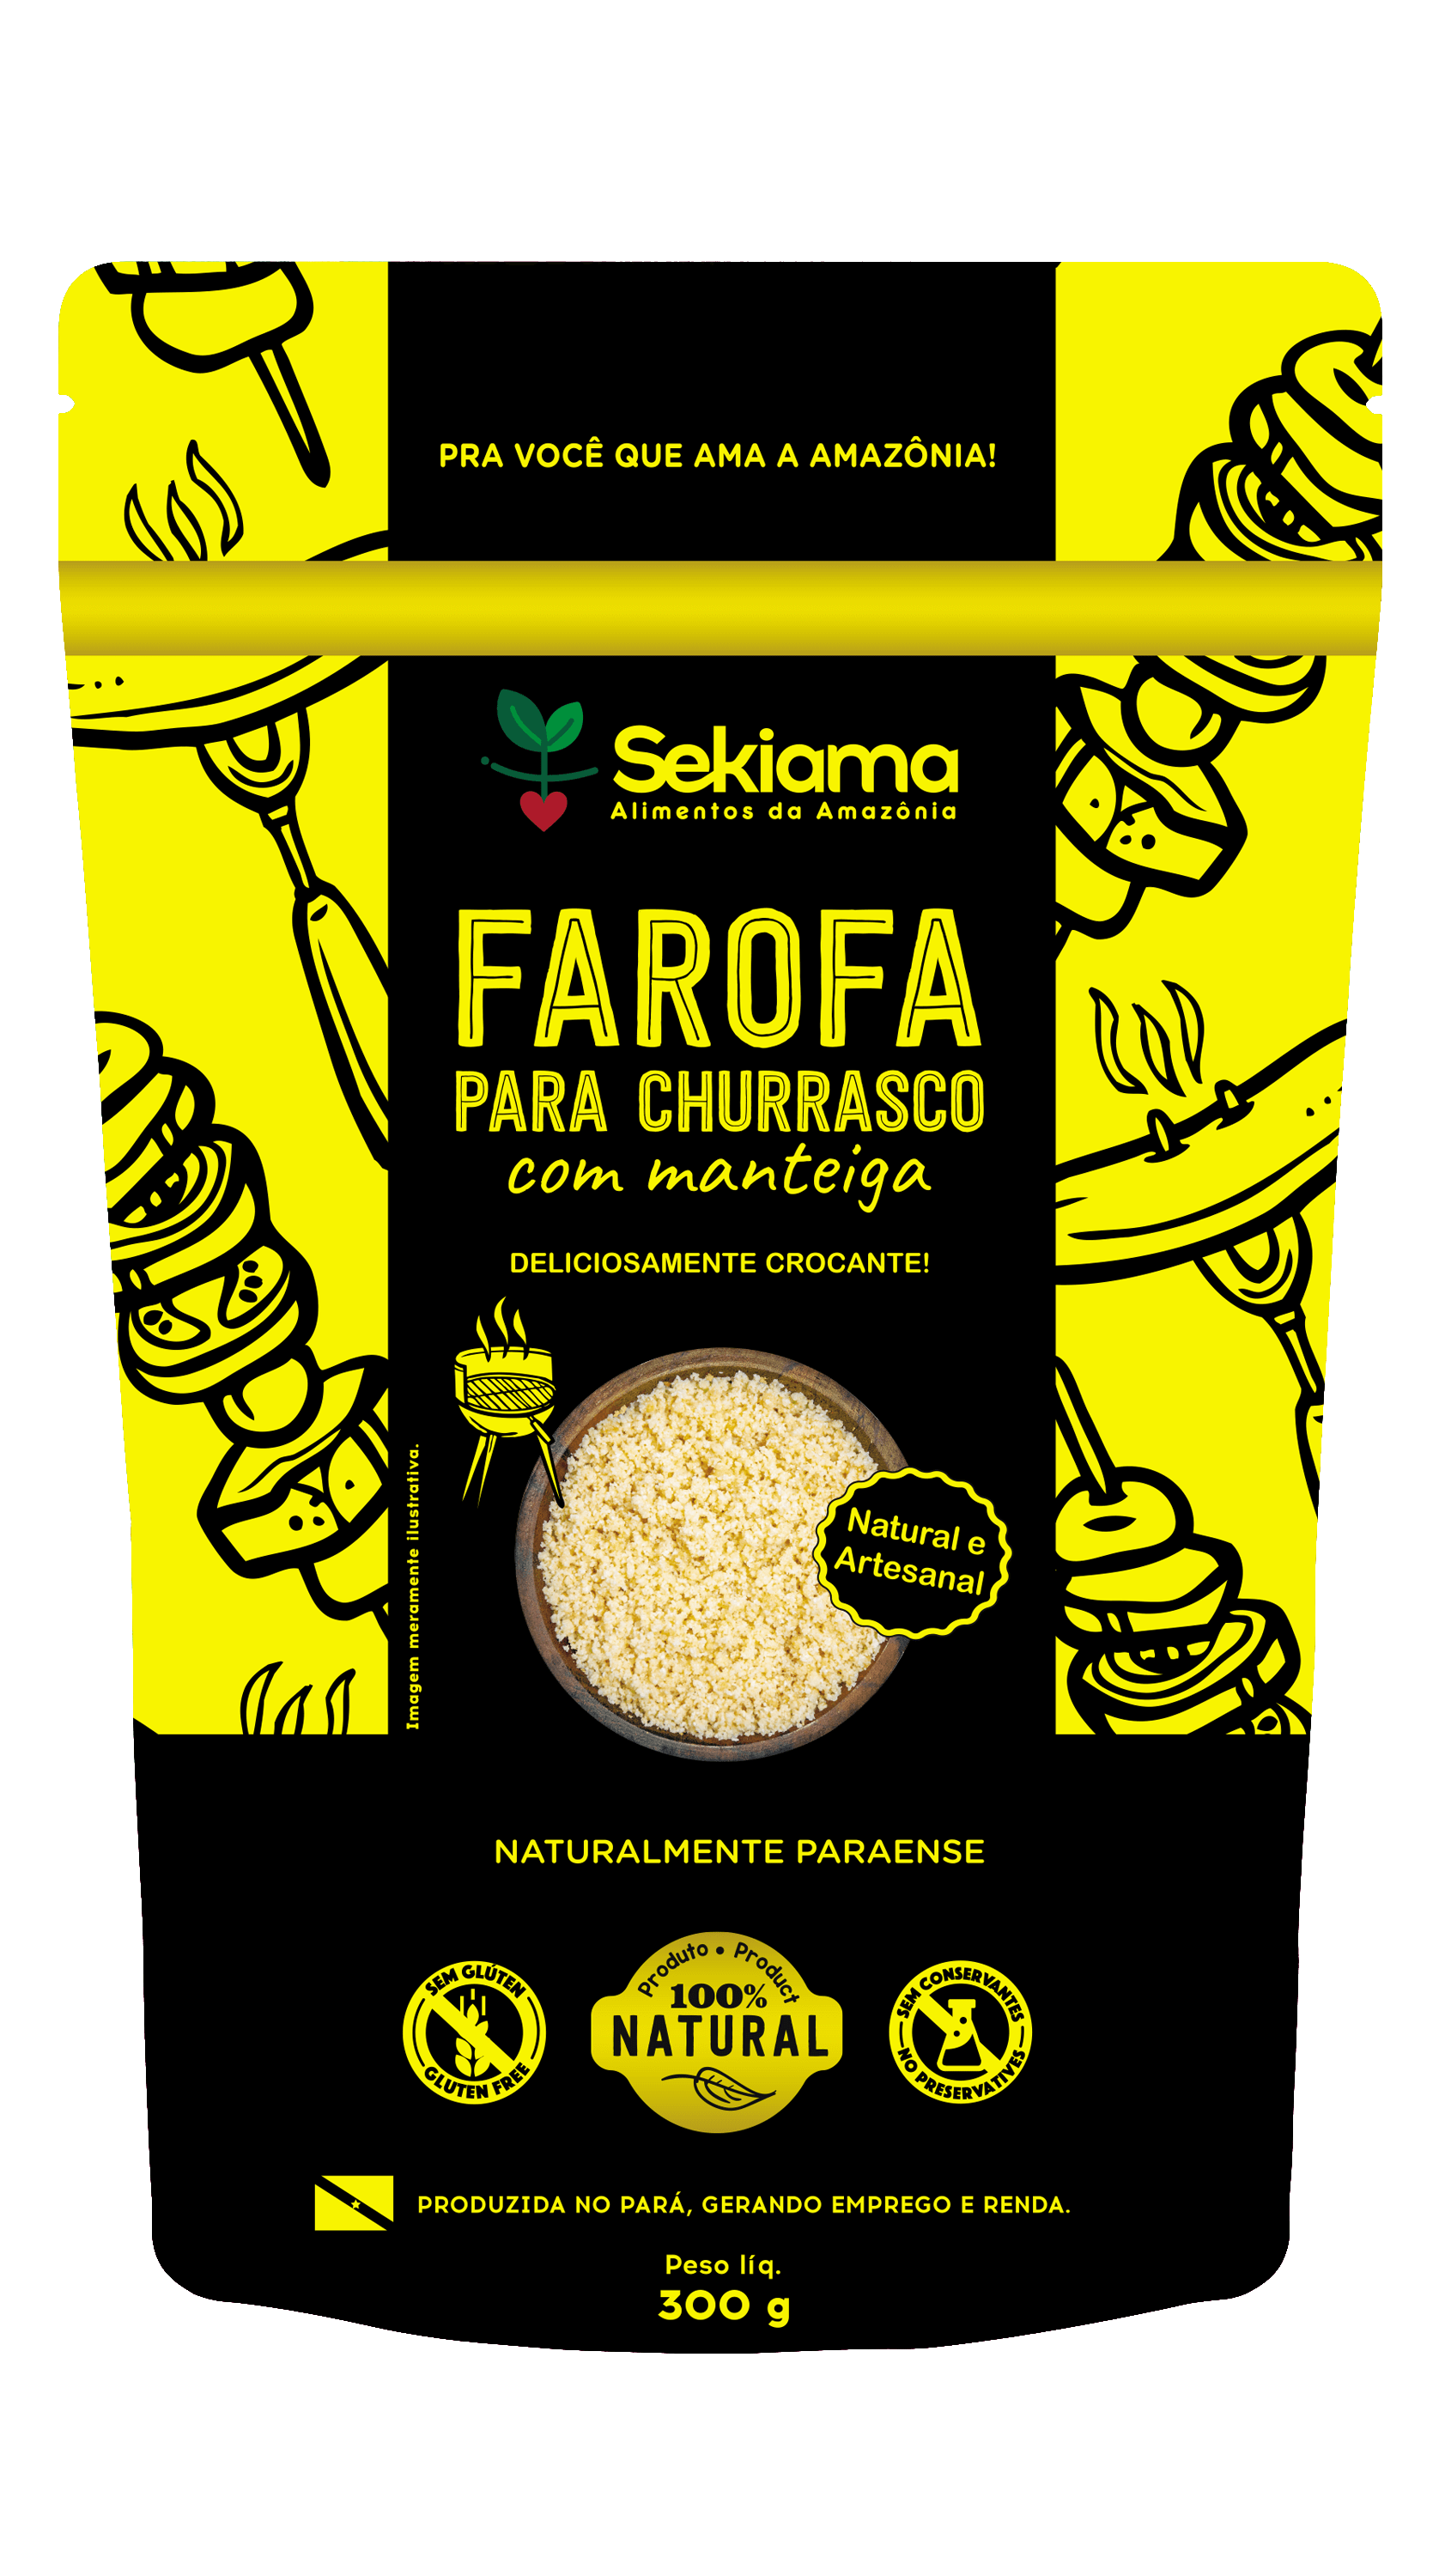 PRA VOCÊ QUE AMA A AMAZÔNIA!
Sekiama
Alimentos da Amazônia
FAROFA
PARA CHURRASCO
com manteiga
DELICIOSAMENTE CROCANTE!
Natural e
Artesanal
Imagem meramente ilustrativa.
NATURALMENTE PARAENSE
SEM GLÚTEN
GLUTEN FREE
Produto • Product
100%
NATURAL
SEM CONSERVANTES
NO PRESERVATIVES
PRODUZIDA NO PARÁ, GERANDO EMPREGO E RENDA.
Peso líq.
300 g